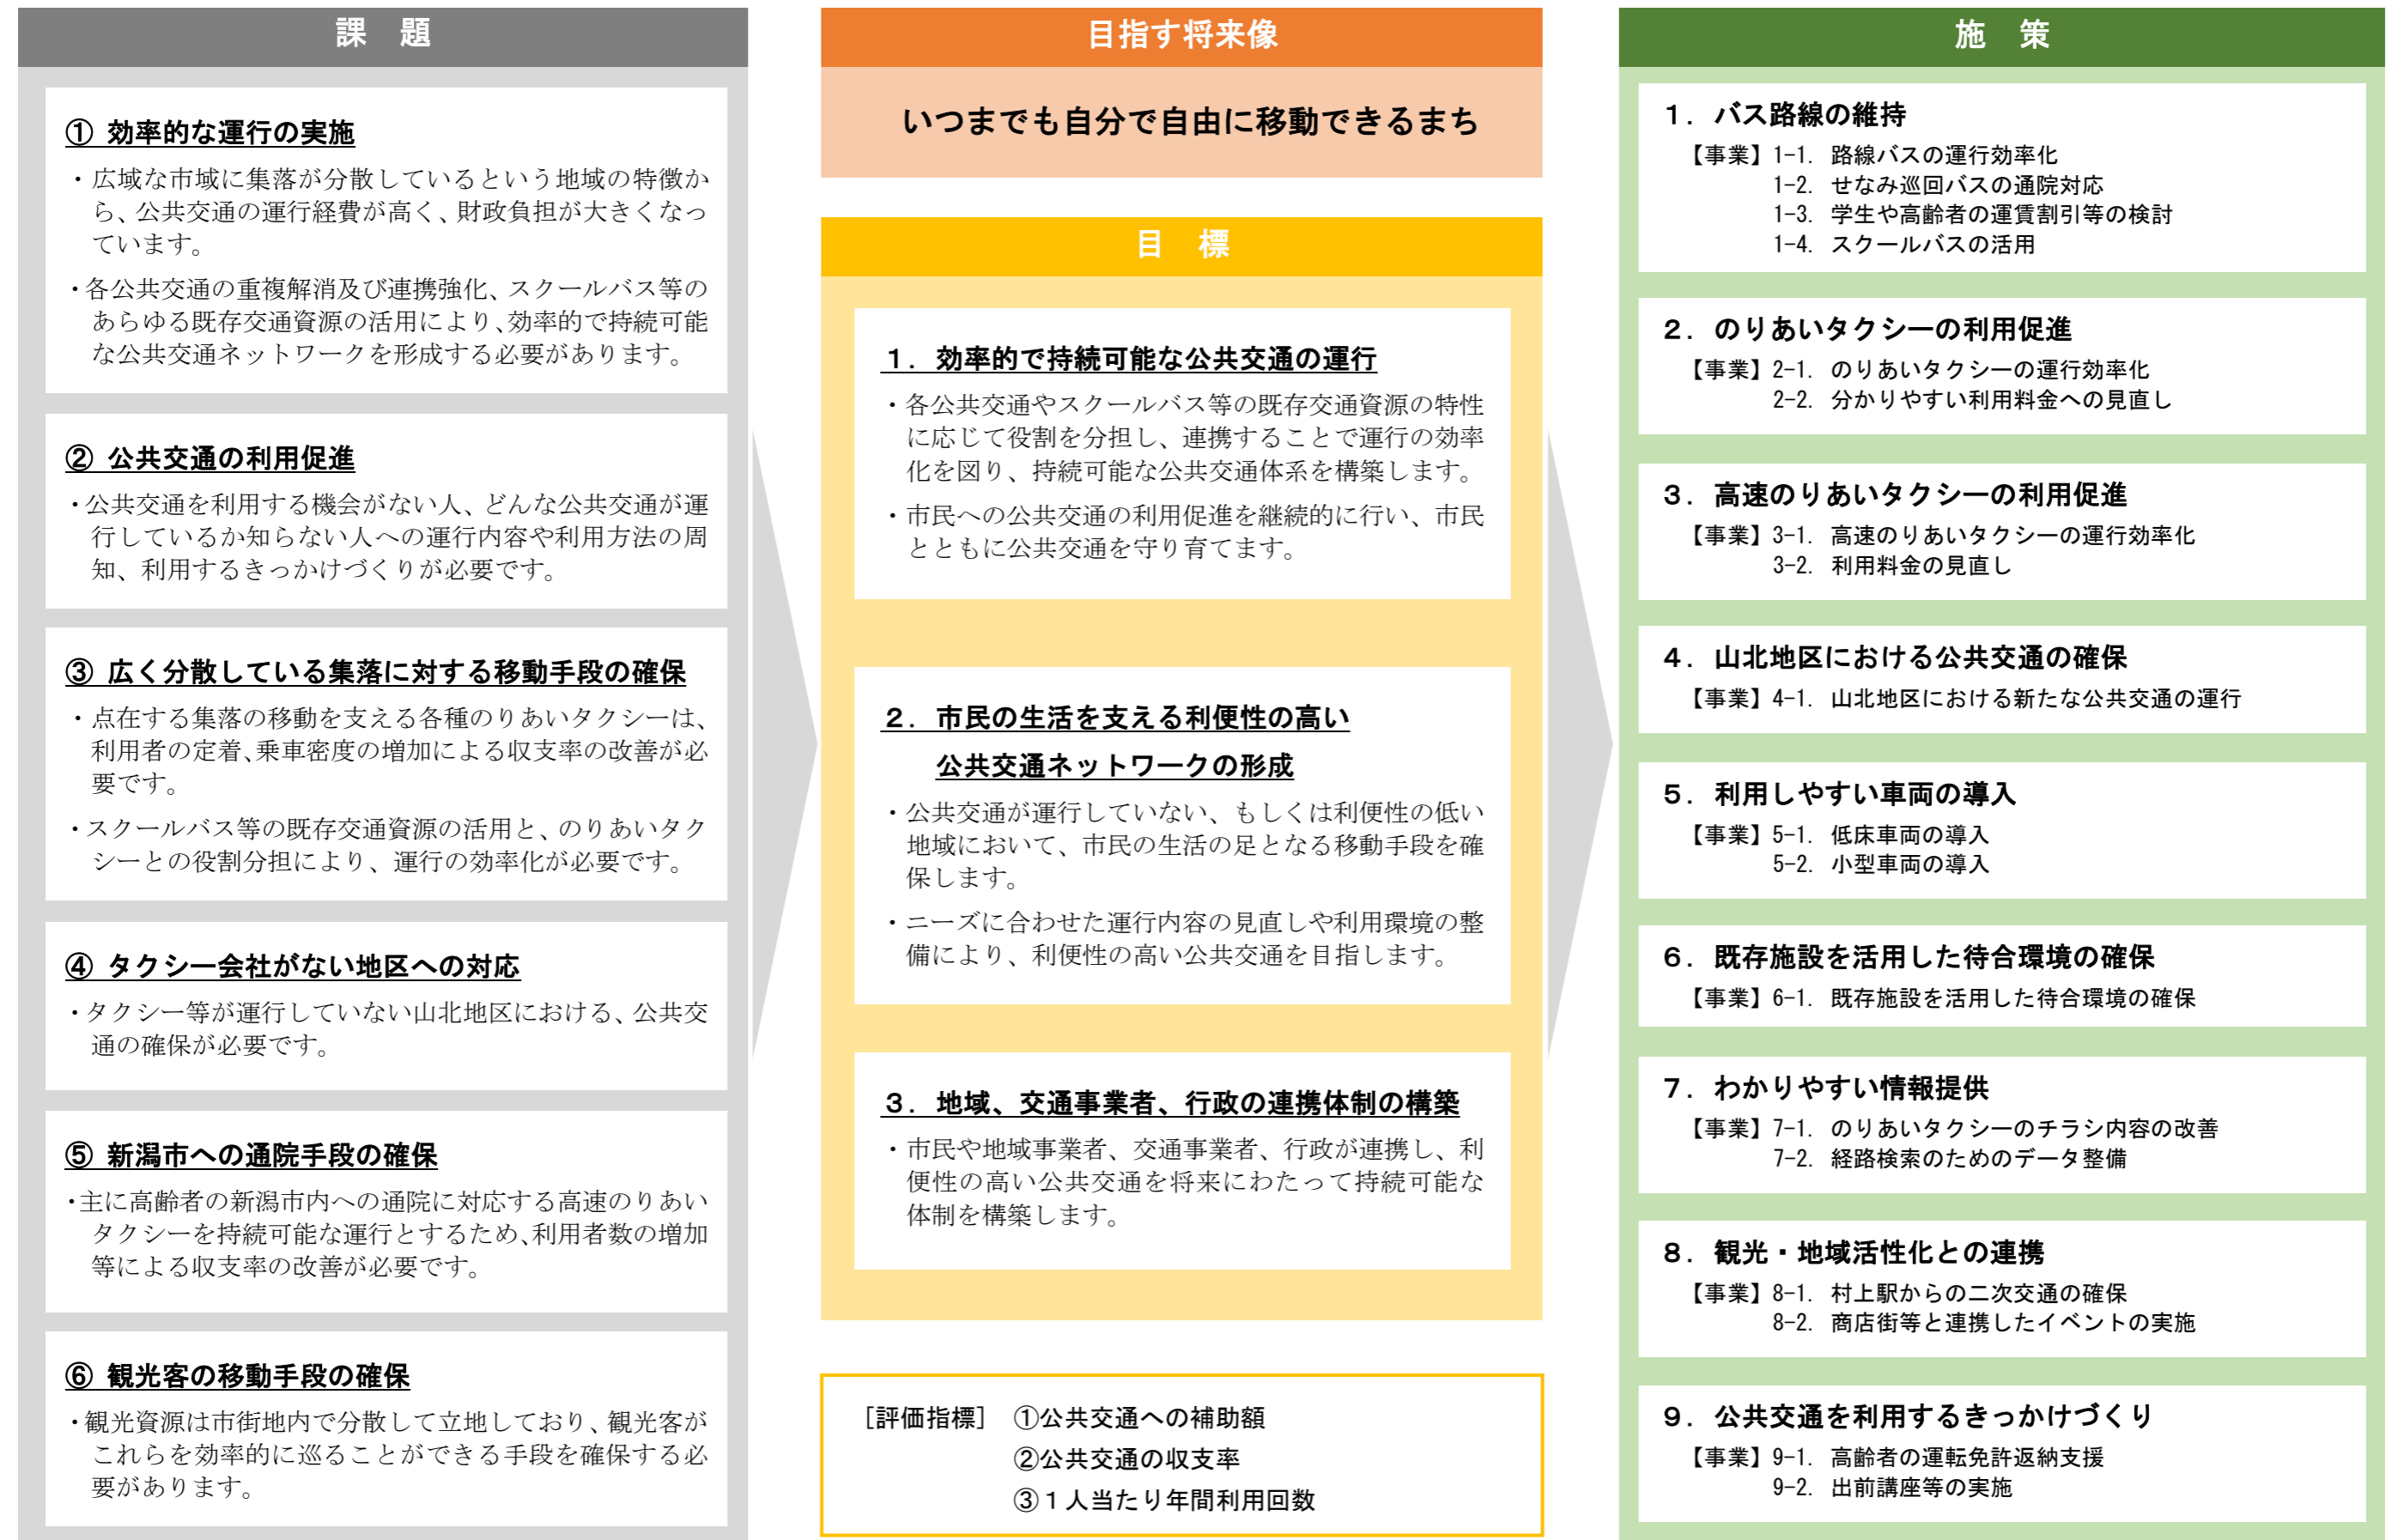 課　題
① 効率的な運行の実施
・広域な市域に集落が分散しているという地域の特徴か
ら、公共交通の運行経費が高く、財政負担が大きくなっ
ています。
・各公共交通の重複解消及び連携強化、スクールバス等の
あらゆる既存交通資源の活用により、効率的で持続可能
な公共交通ネットワークを形成する必要があります。
② 公共交通の利用促進
・公共交通を利用する機会がない人、どんな公共交通が運
行しているか知らない人への運行内容や利用方法の周
知、利用するきっかけづくりが必要です。
③ 広く分散している集落に対する移動手段の確保
・点在する集落の移動を支える各種のりあいタクシーは、
利用者の定着、乗車密度の増加による収支率の改善が必
要です。
・スクールバス等の既存交通資源の活用と、のりあいタク
シーとの役割分担により、運行の効率化が必要です。
④ タクシー会社がない地区への対応
・タクシー等が運行していない山北地区における、公共交
通の確保が必要です。
⑤ 新潟市への通院手段の確保
・主に高齢者の新潟市内への通院に対応する高速のりあい
タクシーを持続可能な運行とするため、利用者数の増加
等による収支率の改善が必要です。
⑥ 観光客の移動手段の確保
・観光資源は市街地内で分散して立地しており、観光客が
これらを効率的に巡ることができる手段を確保する必
要があります。
目指す将来像
いつまでも自分で自由に移動できるまち
目　標
１．効率的で持続可能な公共交通の運行
・各公共交通やスクールバス等の既存交通資源の特性
に応じて役割を分担し、連携することで運行の効率
化を図り、持続可能な公共交通体系を構築します。
・市民への公共交通の利用促進を継続的に行い、市民
とともに公共交通を守り育てます。
２．市民の生活を支える利便性の高い
公共交通ネットワークの形成
・公共交通が運行していない、もしくは利便性の低い
地域において、市民の生活の足となる移動手段を確
保します。
・ニーズに合わせた運行内容の見直しや利用環境の整
備により、利便性の高い公共交通を目指します。
３．地域、交通事業者、行政の連携体制の構築
・市民や地域事業者、交通事業者、行政が連携し、利
便性の高い公共交通を将来にわたって持続可能な
体制を構築します。
［評価指標］ ①公共交通への補助額
②公共交通の収支率
③１人当たり年間利用回数
施　策
１．バス路線の維持
【事業】1-1. 路線バスの運行効率化
1-2. せなみ巡回バスの通院対応
1-3. 学生や高齢者の運賃割引等の検討
1-4. スクールバスの活用
２．のりあいタクシーの利用促進
【事業】2-1. のりあいタクシーの運行効率化
2-2. 分かりやすい利用料金への見直し
３．高速のりあいタクシーの利用促進
【事業】3-1. 高速のりあいタクシーの運行効率化
3-2. 利用料金の見直し
４．山北地区における公共交通の確保
【事業】4-1. 山北地区における新たな公共交通の運行
５．利用しやすい車両の導入
【事業】5-1. 低床車両の導入
5-2. 小型車両の導入
６．既存施設を活用した待合環境の確保
【事業】6-1. 既存施設を活用した待合環境の確保
７．わかりやすい情報提供
【事業】7-1. のりあいタクシーのチラシ内容の改善
7-2. 経路検索のためのデータ整備
８．観光・地域活性化との連携
【事業】8-1. 村上駅からの二次交通の確保
8-2. 商店街等と連携したイベントの実施
９．公共交通を利用するきっかけづくり
【事業】9-1. 高齢者の運転免許返納支援
9-2. 出前講座等の実施